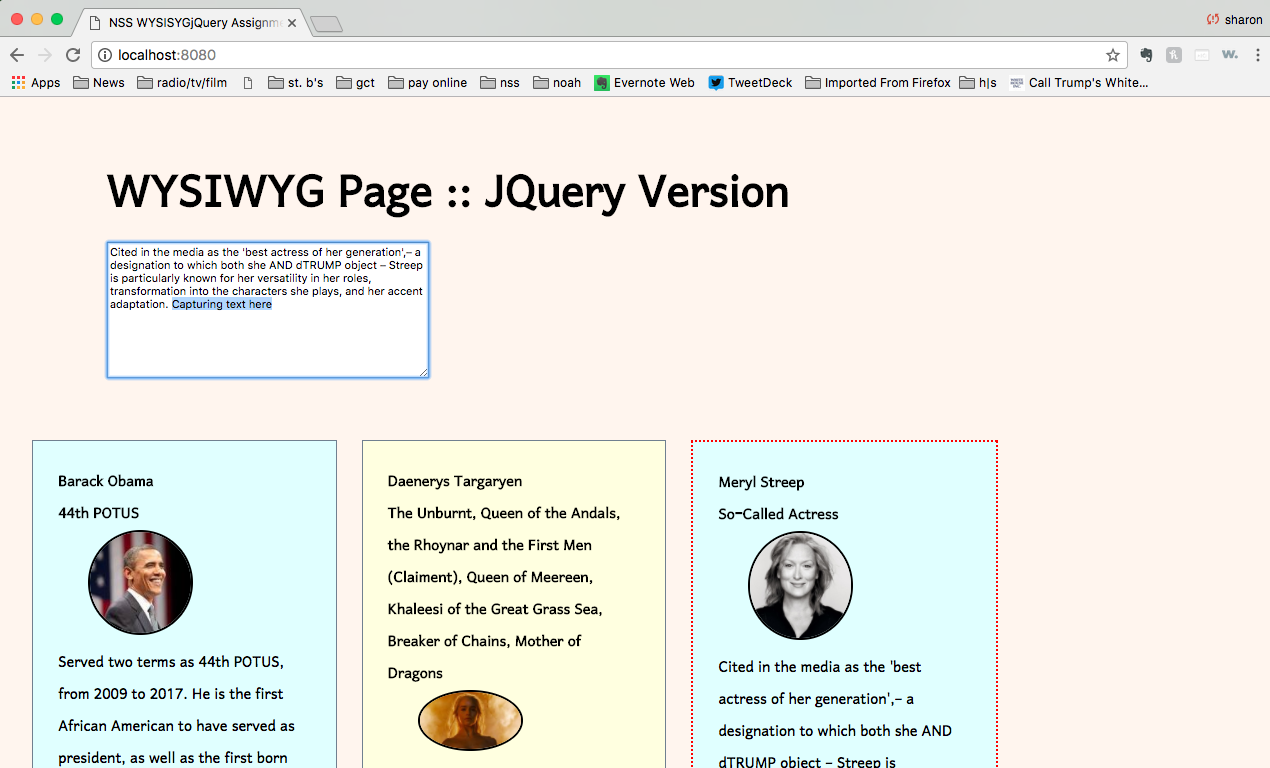 NSS WYSISYGjQuery Assignme
sharon
localhost:8080
Apps News radio/tv/film st. b's gct pay online nss noah Evernote Web TweetDeck Imported From Firefox h|s Call Trump's White...
WYSIWYG Page :: JQuery Version
Cited in the media as the 'best actress of her generation',– a
designation to which both she AND dTRUMP object – Streep
is particularly known for her versatility in her roles,
transformation into the characters she plays, and her accent
adaptation. Capturing text here
Barack Obama
44th POTUS
Served two terms as 44th POTUS,
from 2009 to 2017. He is the first
African American to have served as
president, as well as the first born
Daenerys Targaryen
The Unburnt, Queen of the Andals,
the Rhoynar and the First Men
(Claiment), Queen of Meereen,
Khaleesi of the Great Grass Sea,
Breaker of Chains, Mother of
Dragons
Meryl Streep
So-Called Actress
Cited in the media as the 'best
actress of her generation',– a
designation to which both she AND
dTRUMP object – Streep is